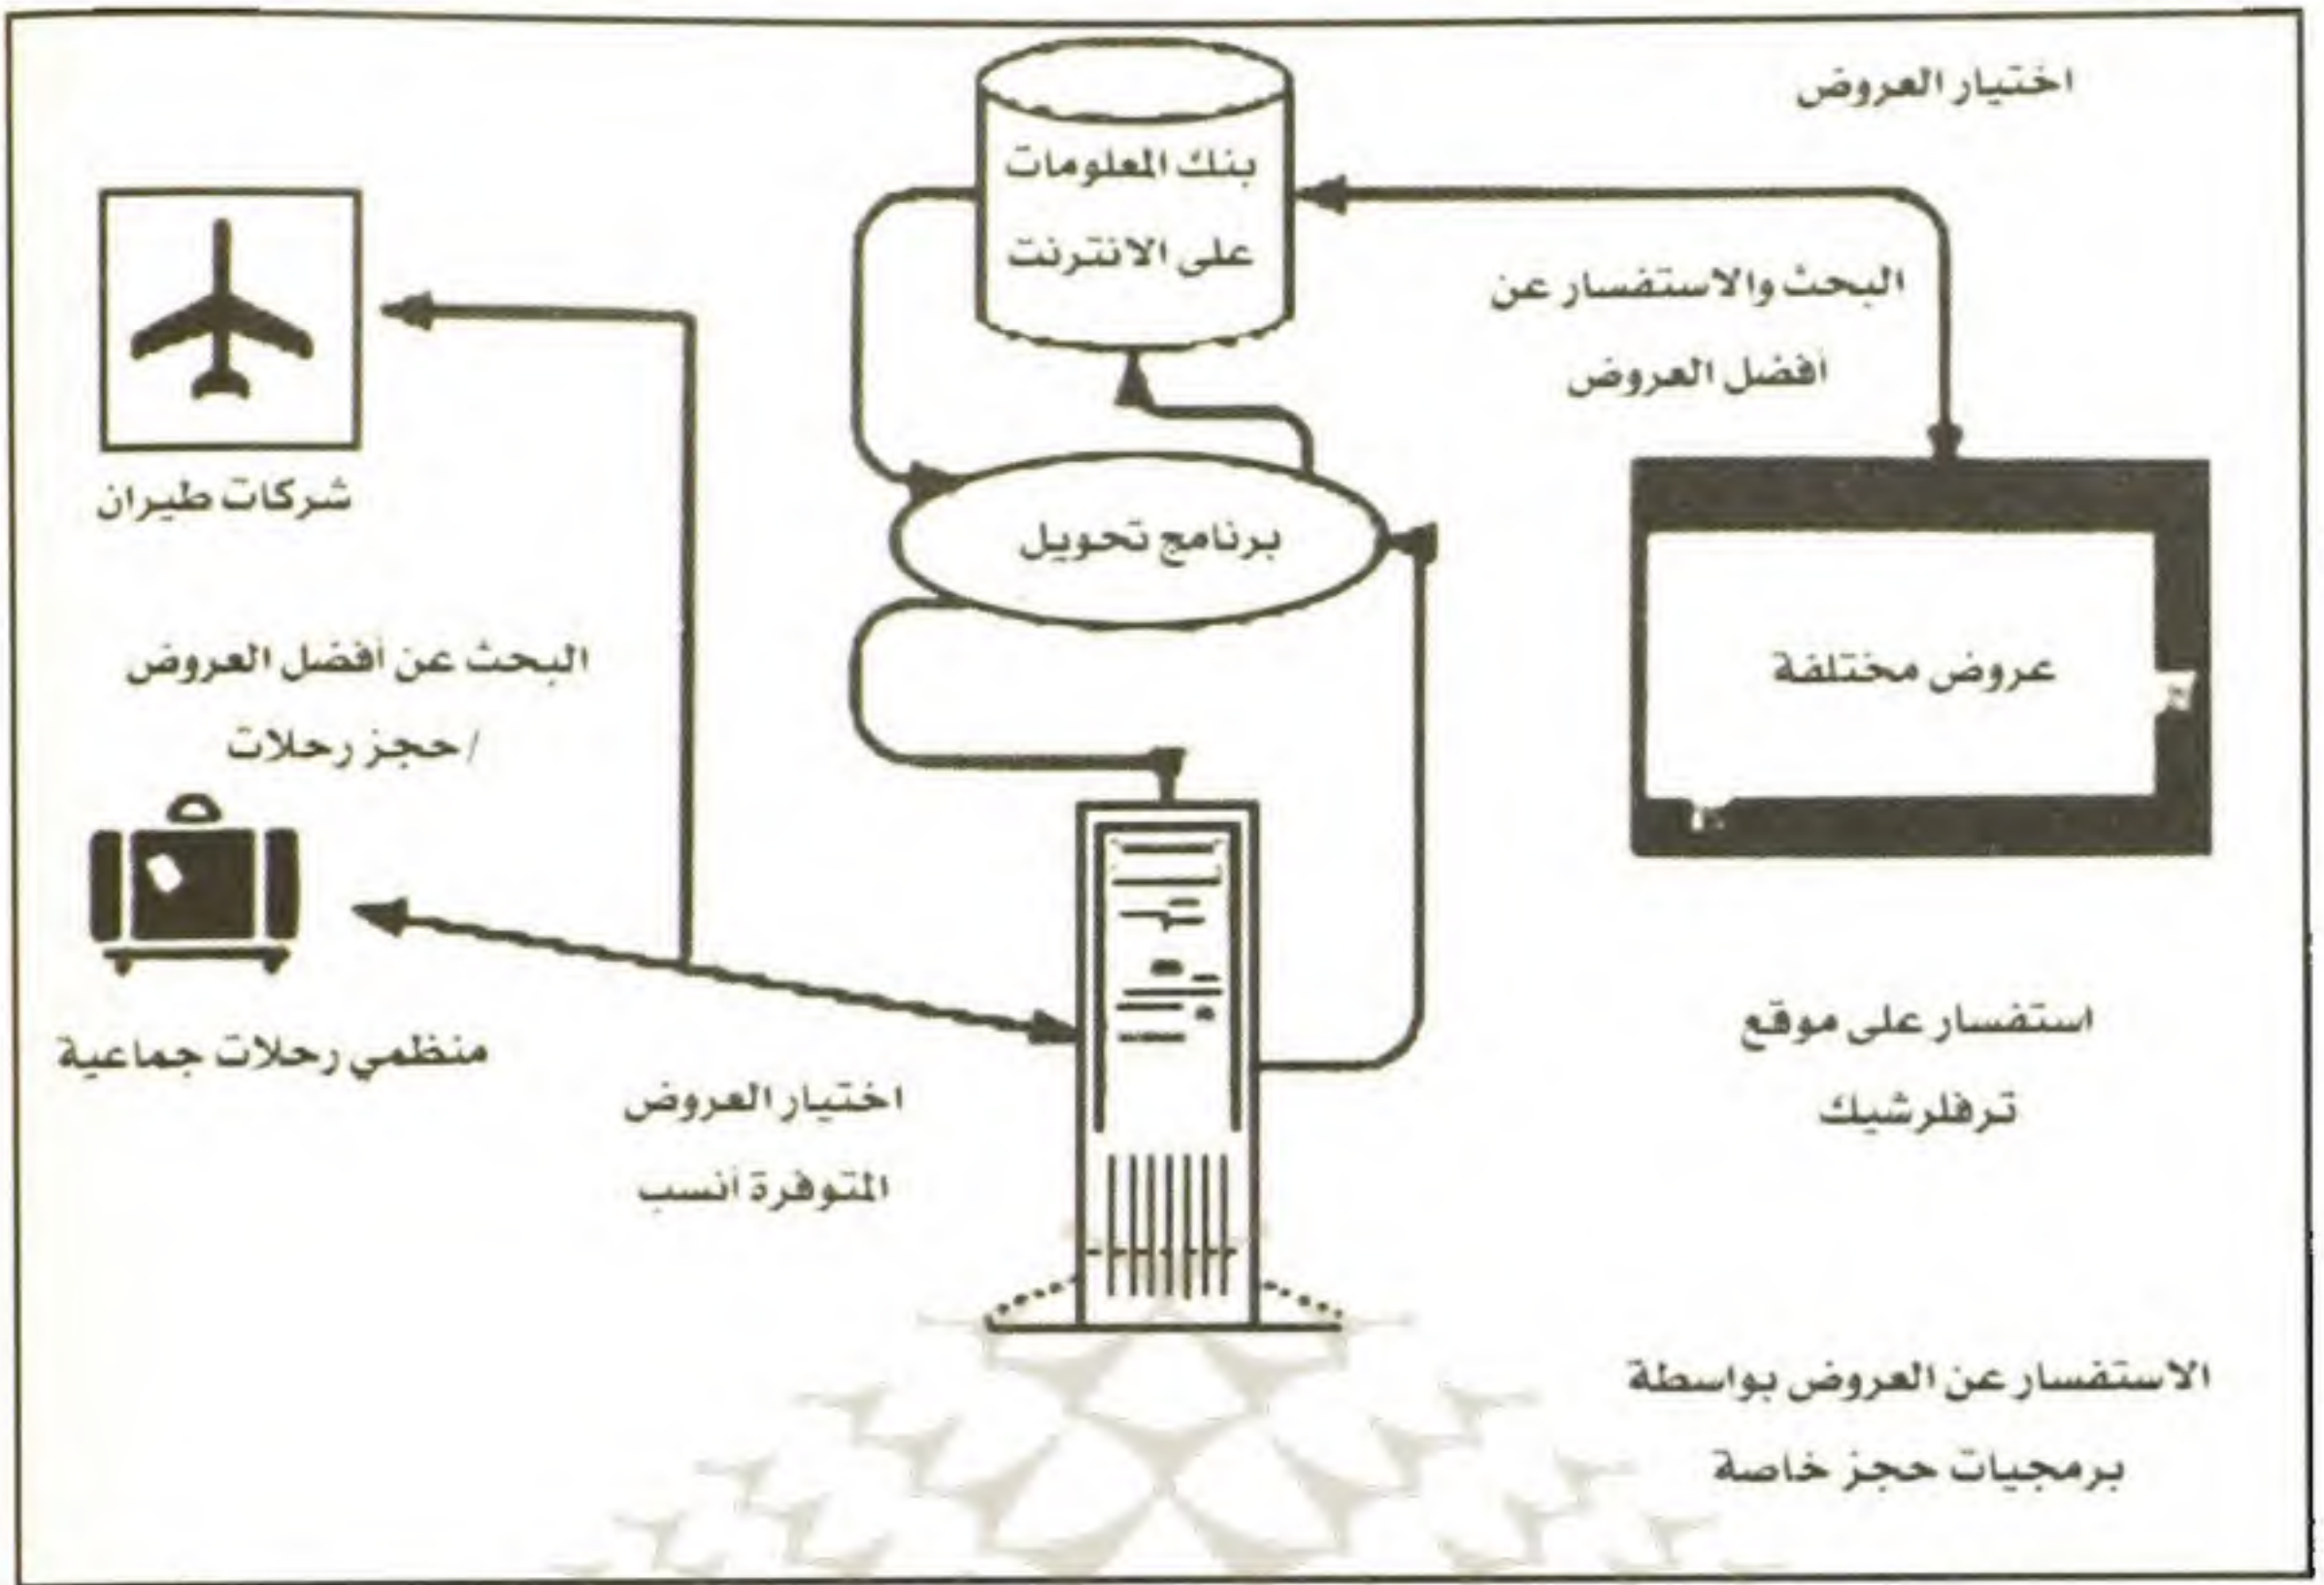 اختيار العروض
بنك المعلومات
على الانترنت
البحث والاستفسار عن
أفضل العروض
شركات طيران
برنامج تحويل
عروض مختلفة
البحث عن أفضل العروض
/حجز رحلات
منظمي رحلات جماعية
اختيار العروض
المتوفرة أنسب
استفسار على موقع
ترفلرشيك
الاستفسار عن العروض بواسطة
برمجيات حجز خاصة